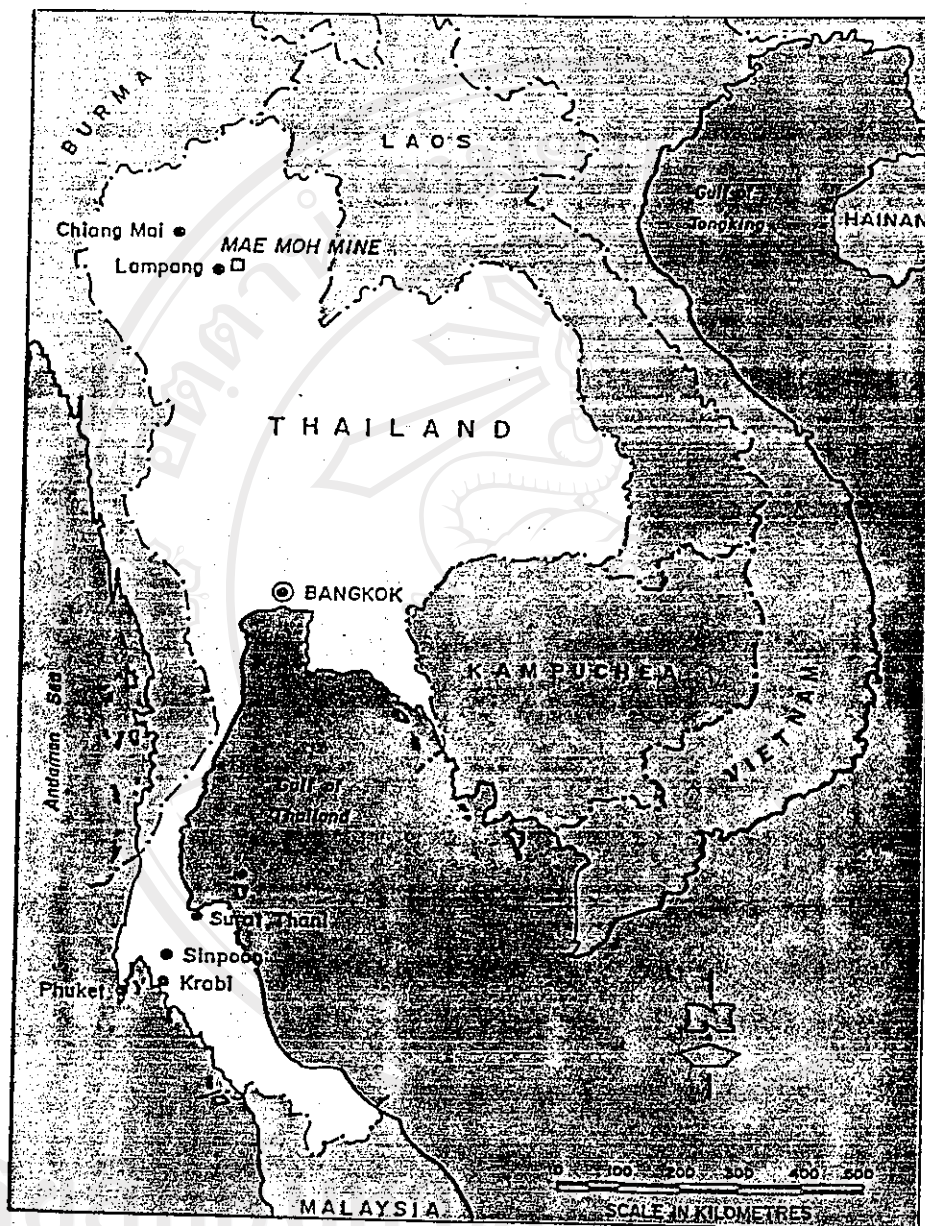 BURMA
LAOS
Gulf of
Tongking
HAINAN
Chiang Mai
MAE MOH MINE
Lampang
THAILAND
BANGKOK
KAMPUCHEA
VIETNAM
Andaman Sea
Gulf of
Thailand
Surat Thani
Sinpoon
Krabi
Phuket
N
0 100 200 300 400 500
SCALE IN KILOMETRES
MALAYSIA